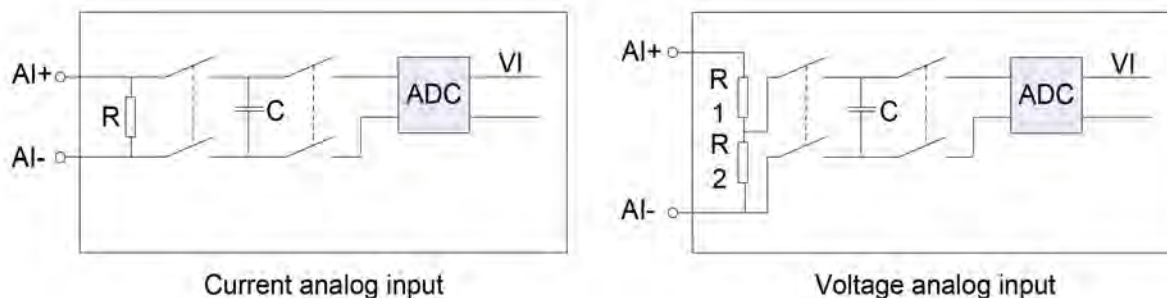 AI+
R
AI-
C
ADC
VI
Current analog input
AI+
R
1
R
2
AI-
C
ADC
VI
Voltage analog input